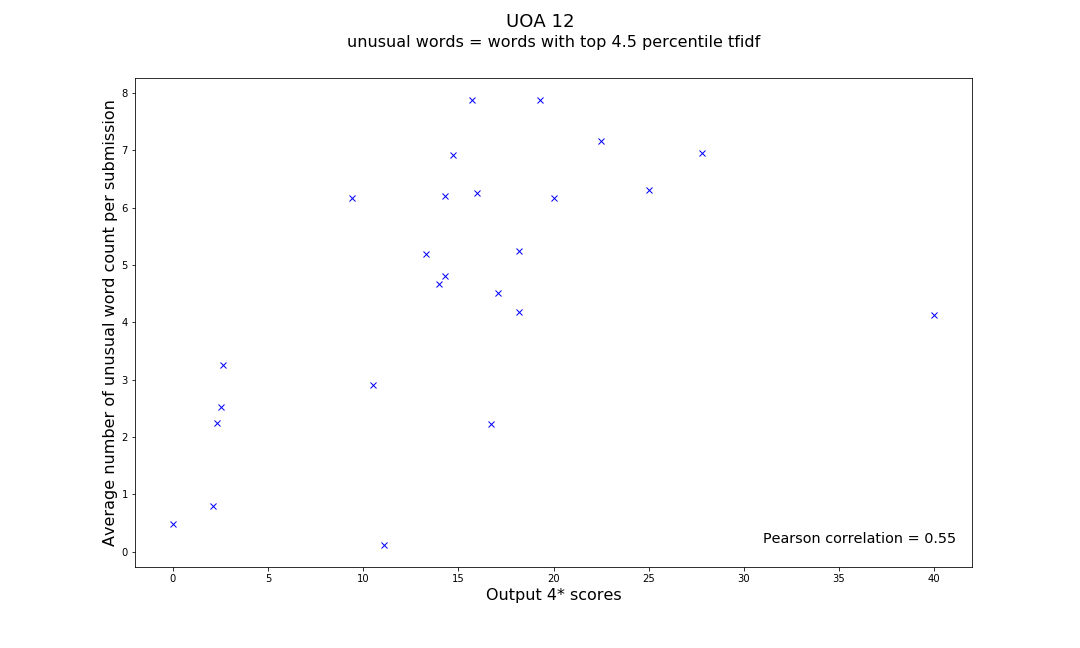 UOA 12
unusual words = words with top 4.5 percentile tfidf
Average number of unusual word count per submission
8
7
6
5
4
3
2
1
0
Pearson correlation = 0.55
0 5 10 15 20 25 30 35 40
Output 4* scores